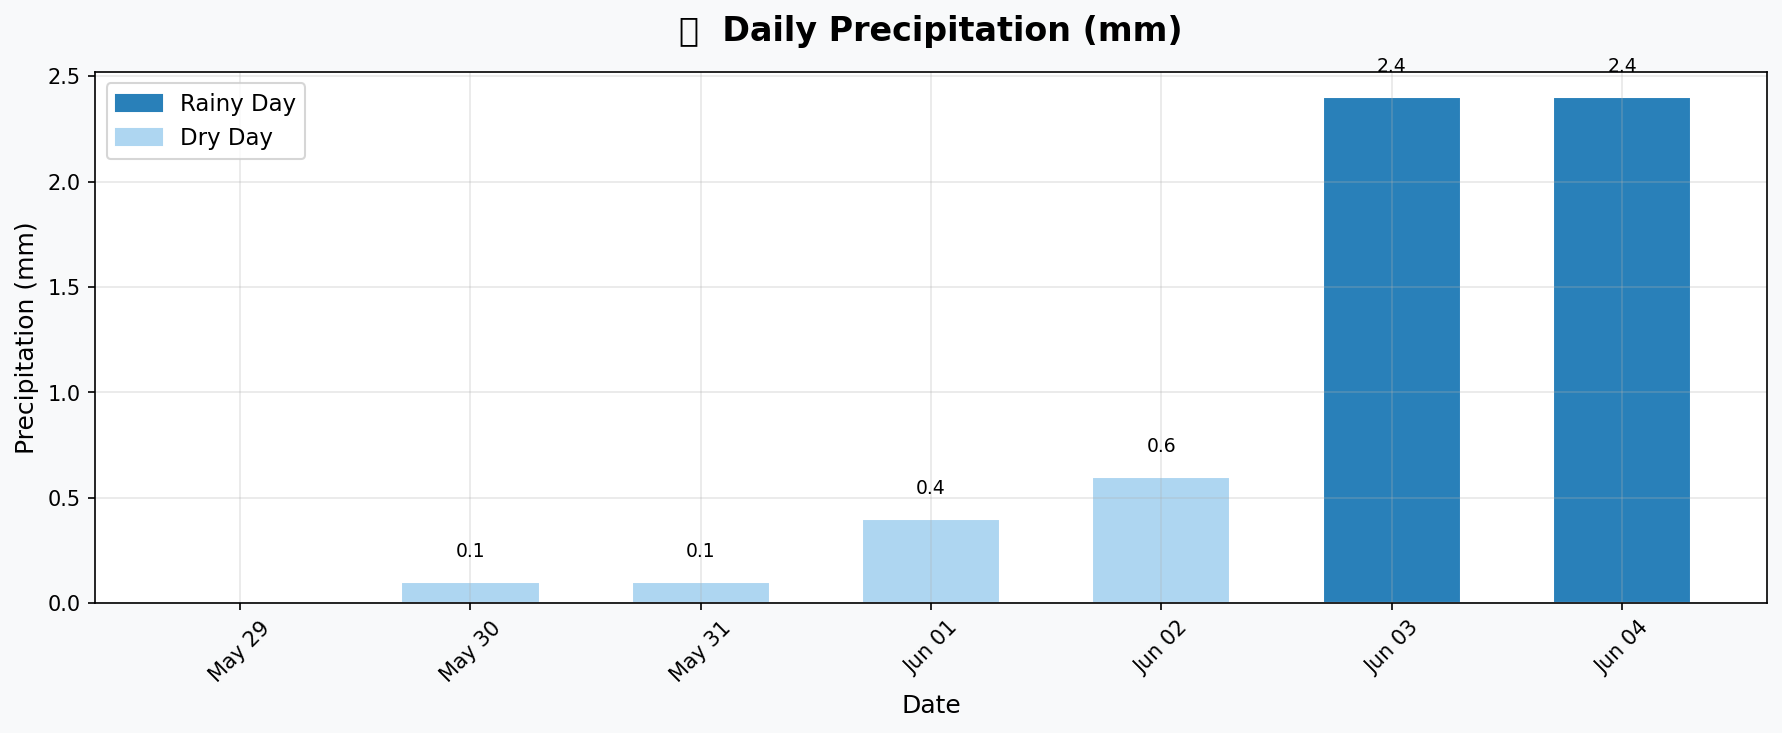 Daily Precipitation (mm)
Rainy Day
Dry Day
Precipitation (mm)
2.5
2.0
1.5
1.0
0.5
0.0
0.1
0.1
0.4
0.6
2.4
2.4
May 29
May 30
May 31
Jun 01
Jun 02
Jun 03
Jun 04
Date